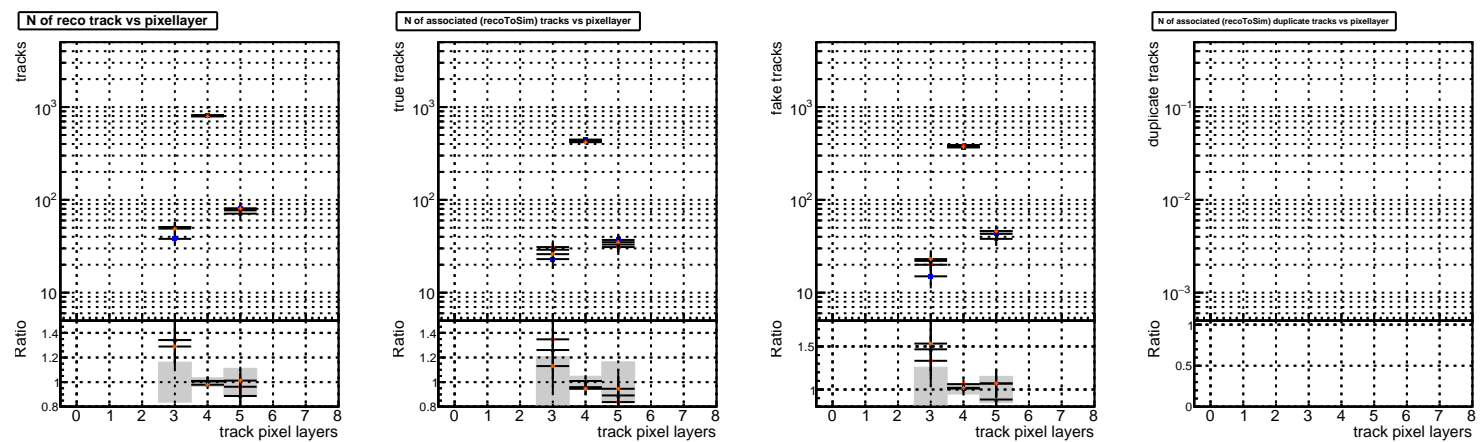 N of reco track vs pixellayer
tracks
10³
10²
10
Ratio
1.4
1.2
1
0.8
0 1 2 3 4 5 6 7 8
track pixel layers
N of associated (recoToSim) tracks vs pixellayer
true tracks
10³
10²
10
Ratio
1.4
1.2
1
0.8
0 1 2 3 4 5 6 7 8
track pixel layers
fake tracks
10³
10²
10
Ratio
1.5
1
0 1 2 3 4 5 6 7 8
track pixel layers
N of associated (recoToSim) duplicate tracks vs pixellayer
duplicate tracks
10⁻¹
10⁻²
10⁻³
Ratio
1
0.5
0
0 1 2 3 4 5 6 7 8
track pixel layers